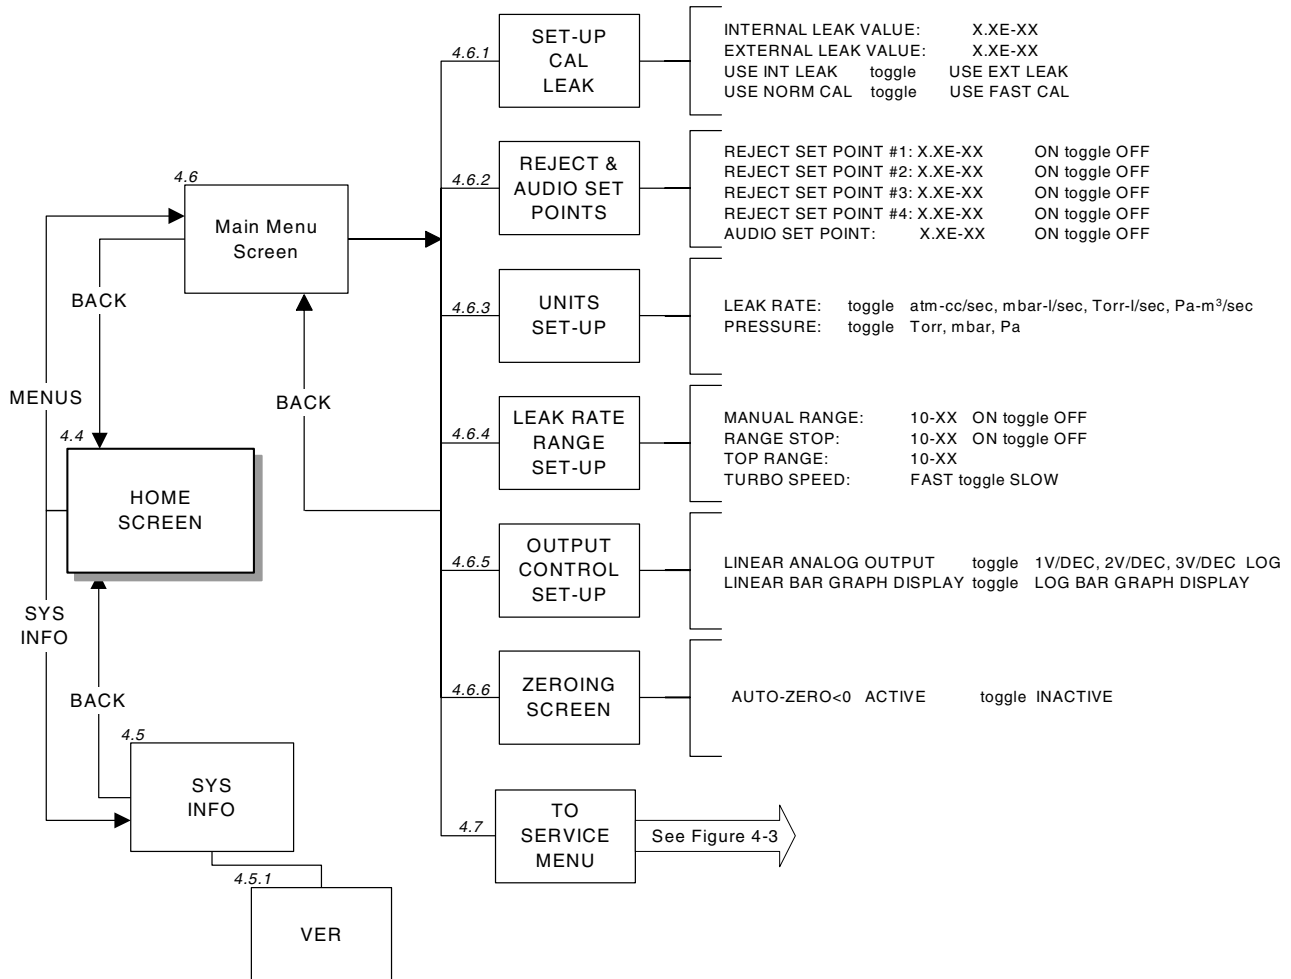 4.6.1
SET-UP
CAL
LEAK
INTERNAL LEAK VALUE: X.XE-XX
EXTERNAL LEAK VALUE: X.XE-XX
USE INT LEAK toggle USE EXT LEAK
USE NORM CAL toggle USE FAST CAL
4.6.2
REJECT &
AUDIO SET
POINTS
REJECT SET POINT #1: X.XE-XX ON toggle OFF
REJECT SET POINT #2: X.XE-XX ON toggle OFF
REJECT SET POINT #3: X.XE-XX ON toggle OFF
REJECT SET POINT #4: X.XE-XX ON toggle OFF
AUDIO SET POINT: X.XE-XX ON toggle OFF
4.6
Main Menu
Screen
BACK
MENUS
BACK
4.6.3
UNITS
SET-UP
LEAK RATE: toggle atm-cc/sec, mbar-l/sec, Torr-l/sec, Pa-m³/sec
PRESSURE: toggle Torr, mbar, Pa
4.6.4
LEAK RATE
RANGE
SET-UP
MANUAL RANGE: 10-XX ON toggle OFF
RANGE STOP: 10-XX ON toggle OFF
TOP RANGE: 10-XX
TURBO SPEED: FAST toggle SLOW
4.4
HOME
SCREEN
4.6.5
OUTPUT
CONTROL
SET-UP
LINEAR ANALOG OUTPUT toggle 1V/DEC, 2V/DEC, 3V/DEC LOG
LINEAR BAR GRAPH DISPLAY toggle LOG BAR GRAPH DISPLAY
SYS
INFO
BACK
4.6.6
ZEROING
SCREEN
AUTO-ZERO<0 ACTIVE toggle INACTIVE
4.5
SYS
INFO
4.7
TO
SERVICE
MENU
See Figure 4-3
4.5.1
VER